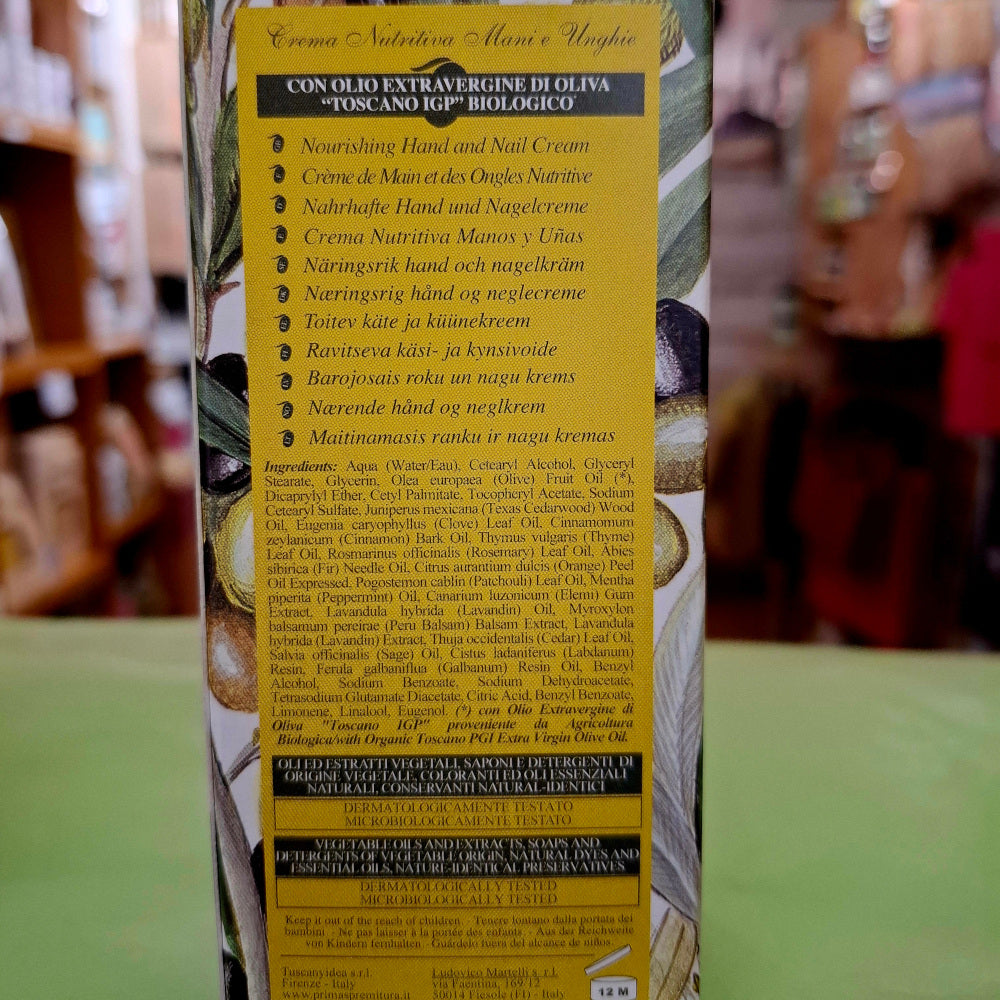 Crema Nutritiva Mani e Unghie
CON OLIO EXTRAVERGINE DI OLIVA
“TOSCANO IGP” BIOLOGICO*
Nourishing Hand and Nail Cream
Crème de Main et des Ongles Nutritive
Nahrhafte Hand und Nagelcreme
Crema Nutritiva Manos y Uñas
Näringsrik hand och nagelkräm
Næringsrig hånd og neglecreme
Toitev käte ja küünekreem
Ravitseva käsi- ja kynsivoide
Barojosais roku un nagu krems
Nærende hånd og neglkrem
Maitinamasis ranku ir nagu kremas
Ingredients: Aqua (Water/Eau), Cetearyl Alcohol, Glyceryl
Stearate, Glycerin, Olea europaea (Olive) Fruit Oil (*),
Dicaprylyl Ether, Cetyl Palmitate, Tocopheryl Acetate, Sodium
Cetearyl Sulfate, Juniperus mexicana (Texas Cedarwood) Wood
Oil, Eugenia caryophyllus (Clove) Leaf Oil, Cinnamomum
zeylanicum (Cinnamon) Bark Oil, Thymus vulgaris (Thyme)
Leaf Oil, Rosmarinus officinalis (Rosemary) Leaf Oil, Abies
sibirica (Fir) Needle Oil, Citrus aurantium dulcis (Orange) Peel
Oil Expressed, Pogostemon cablin (Patchouli) Leaf Oil, Mentha
piperita (Peppermint) Oil, Canarium luzonicum (Elemi) Gum
Extract, Lavandula hybrida (Lavandin) Oil, Myroxylon
balsamum pereirae (Peru Balsam) Balsam Extract, Lavandula
hybrida (Lavandin) Extract, Thuja occidentalis (Cedar) Leaf Oil,
Salvia officinalis (Sage) Oil, Cistus ladaniferus (Labdanum)
Resin, Ferula galbaniflua (Galbanum) Resin Oil, Benzyl
Alcohol, Sodium Benzoate, Sodium Dehydroacetate,
Tetrasodium Glutamate Diacetate, Citric Acid, Benzyl Benzoate,
Limonene, Linalool, Eugenol. (*) con Olio Extravergine di
Oliva "Toscano IGP" proveniente da Agricoltura
Biologica/with Organic Toscano PGI Extra Virgin Olive Oil.
OLI ED ESTRATTI VEGETALI, SAPONI E DETERGENTI DI
ORIGINE VEGETALE, COLORANTI ED OLI ESSENZIALI
NATURALI, CONSERVANTI NATURAL-IDENTICI
DERMATOLOGICAMENTE TESTATO
MICROBIOLOGICAMENTE TESTATO
VEGETABLE OILS AND EXTRACTS, SOAPS AND
DETERGENTS OF VEGETABLE ORIGIN, NATURAL DYES AND
ESSENTIAL OILS, NATURE-IDENTICAL PRESERVATIVES
DERMATOLOGICALLY TESTED
MICROBIOLOGICALLY TESTED
Keep it out of the reach of children. - Tenere lontano dalla portata dei
bambini - Ne pas laisser à la portée des enfants. - Aus der Reichweite
von Kindern fernhalten - Guárdelo fuera del alcance de niños.
Tuscanyidea s.r.l.
Firenze - Italy
www.primaspremitura.it
Ludovico Martelli s. r.l.
via Faentina, 169/12
50014 Fiesole (FI) - Italy
12 M